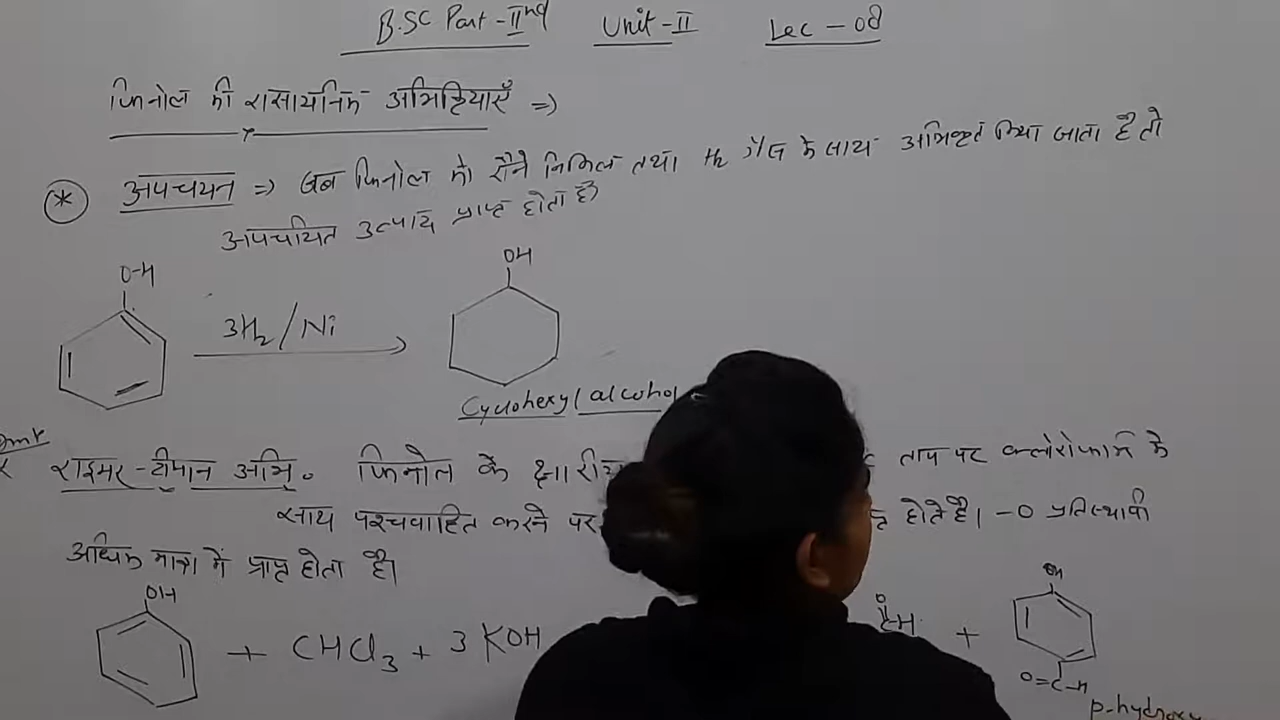 B.SC Part-IInd Unit-II Lec-08
फिनोल की रासायनिक अभिक्रियाएँ =>
* अपचयन => जब फिनोल को रैने निकिल तथा H2 गैस के साथ अभिकृत किया जाता है तो
अपचयित उत्पाद प्राप्त होता है
O-H
OH
3H2/Ni
Cyclohexyl alcohol
राइमर-टीमान अभि० फिनोल के क्षारीय ताप पर क्लोरोफार्म के
साथ पश्चवाहित करने पर होते है। -O प्रतिस्थापी
अधिक मात्रा में प्राप्त होता है।
OH
OH
+ CHCl3 + 3 KOH
O
CH
+
O=C-H
p-hydroxy